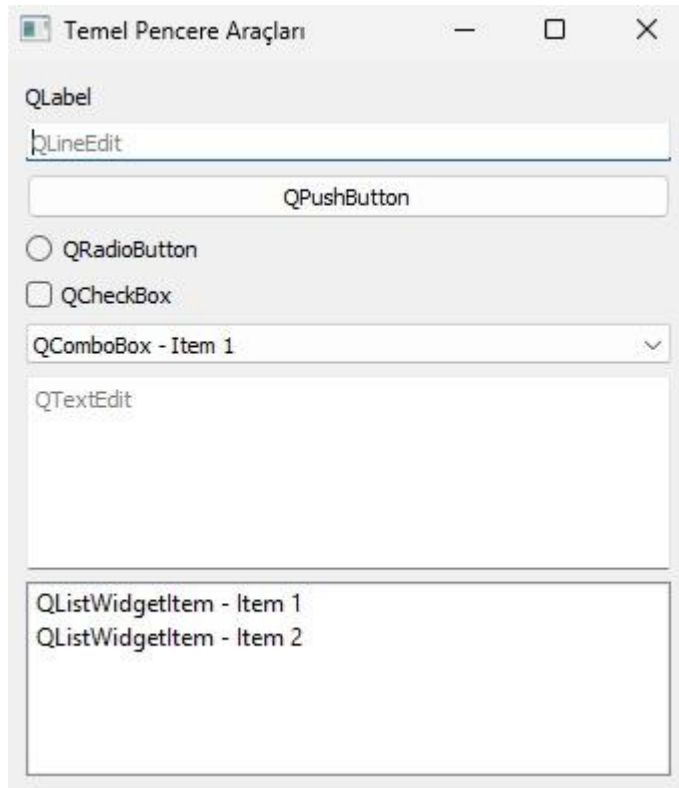 Temel Pencere Araçları
QLabel
QLineEdit
QPushButton
QRadioButton
QCheckBox
QComboBox - Item 1
QTextEdit
QListWidgetItem - Item 1
QListWidgetItem - Item 2